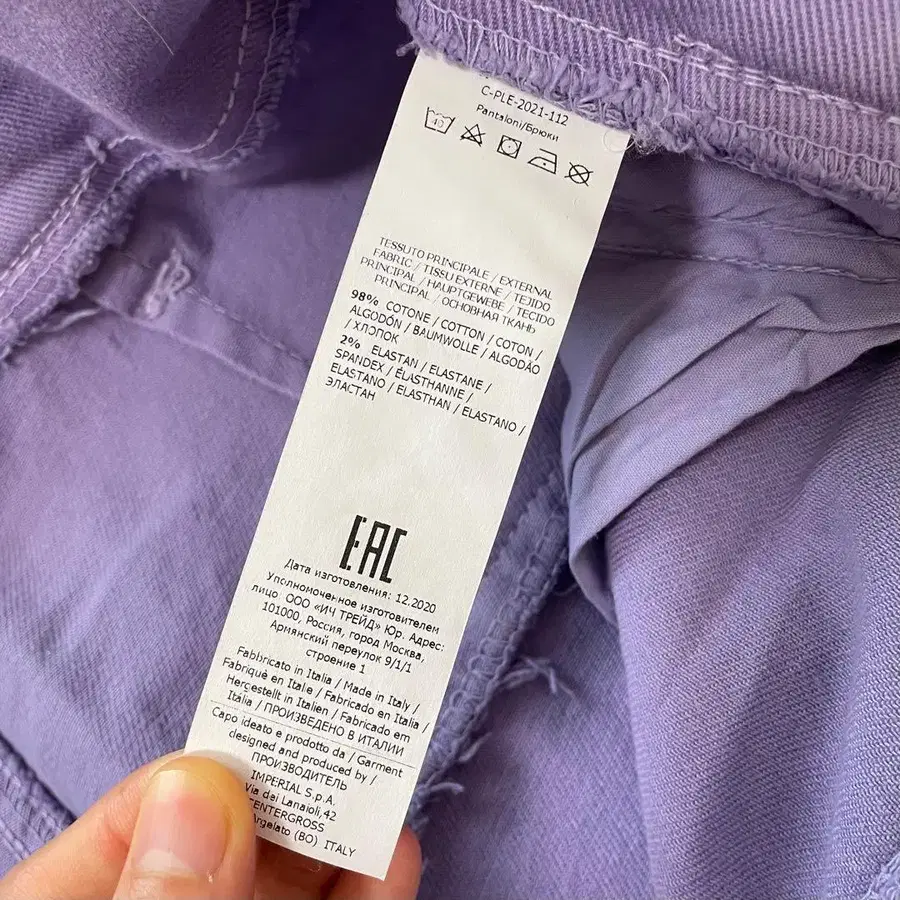 C-PLE-2021-112
Pantaloni/Брюки
40
TESSUTO PRINCIPALE / EXTERNAL
FABRIC / TISSU EXTERNE / TEJIDO
PRINCIPAL / HAUPTGEWEBE / TECIDO
PRINCIPAL / ОСНОВНАЯ ТКАНЬ
98% COTONE / COTTON / COTON /
ALGODÓN / BAUMWOLLE / ALGODÃO
/ ХЛОПОК
2% ELASTAN / ELASTANE /
SPANDEX / ÉLASTHANNE /
ELASTANO / ELASTHAN / ELASTANO /
ЭЛАСТАН
EAC
Дата изготовления: 12.2020
Уполномоченное изготовителем
лицо ООО «ИЧ ТРЕЙД» Юр. Адрес:
101000, Россия, город Москва,
Армянский переулок 9/1/1
строение 1
Fabbricato in Italia / Made in Italy /
Fabriqué en Italie / Fabricado en Italia /
Hergestellt in Italien / Fabricado em
Itália / ПРОИЗВЕДЕНО В ИТАЛИИ
Capo ideato e prodotto da / Garment
designed and produced by /
ПРОИЗВОДИТЕЛЬ
IMPERIAL S.p.A.
Via dei Lanaioli,42
CENTERGROSS
Argelato (BO) ITALY